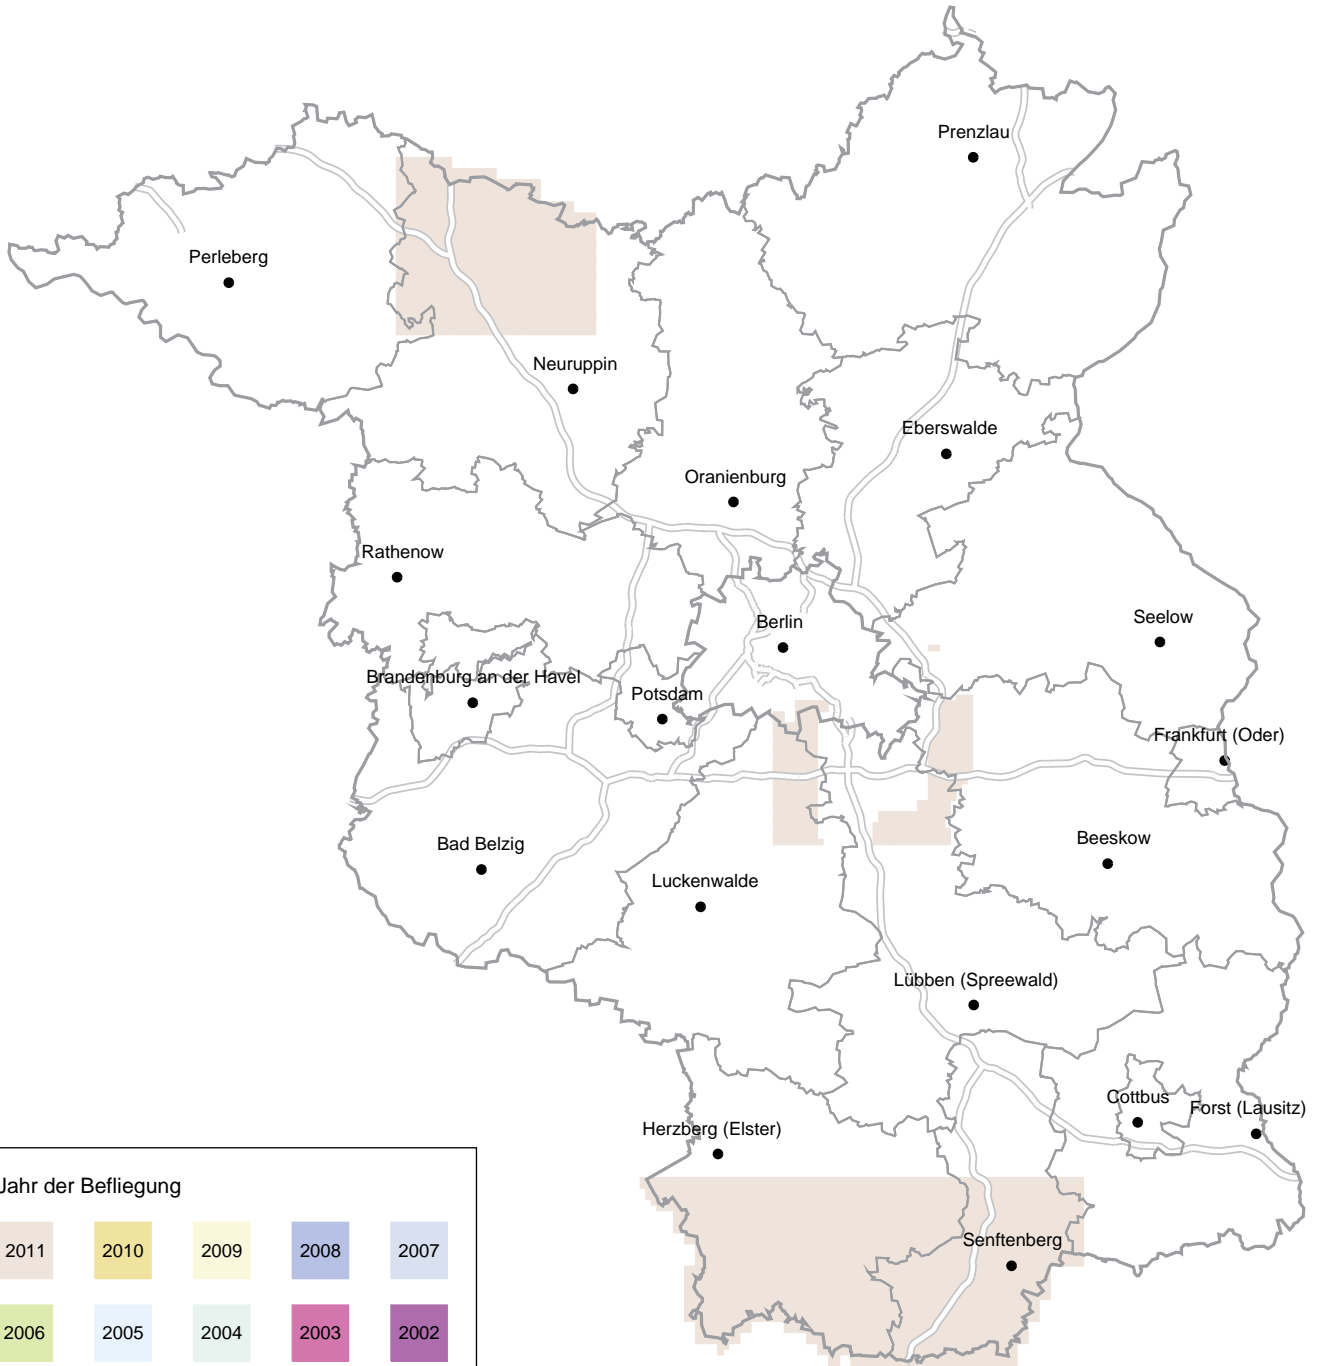 Prenzlau
Perleberg
Neuruppin
Eberswalde
Oranienburg
Rathenow
Berlin
Seelow
Brandenburg an der Havel
Potsdam
Frankfurt (Oder)
Bad Belzig
Beeskow
Luckenwalde
Lübben (Spreewald)
Cottbus
Forst (Lausitz)
Herzberg (Elster)
Senftenberg
Jahr der Befliegung
2011 2010 2009 2008 2007
2006 2005 2004 2003 2002